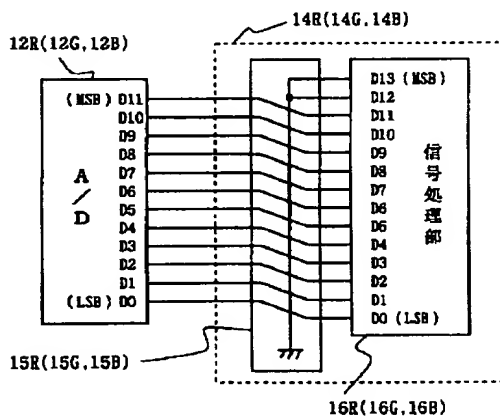 14R(14G,14B)
12R(12G,12B)
(MSB) D11
D10
D9
D8
D7
D6
D5
D4
D3
D2
D1
(LSB) D0
A/D
D13 (MSB)
D12
D11
D10
D9
D8
D7
D6
D5
D4
D3
D2
D1
D0 (LSB)
信号処理部
15R(15G,15B)
16R(16G,16B)